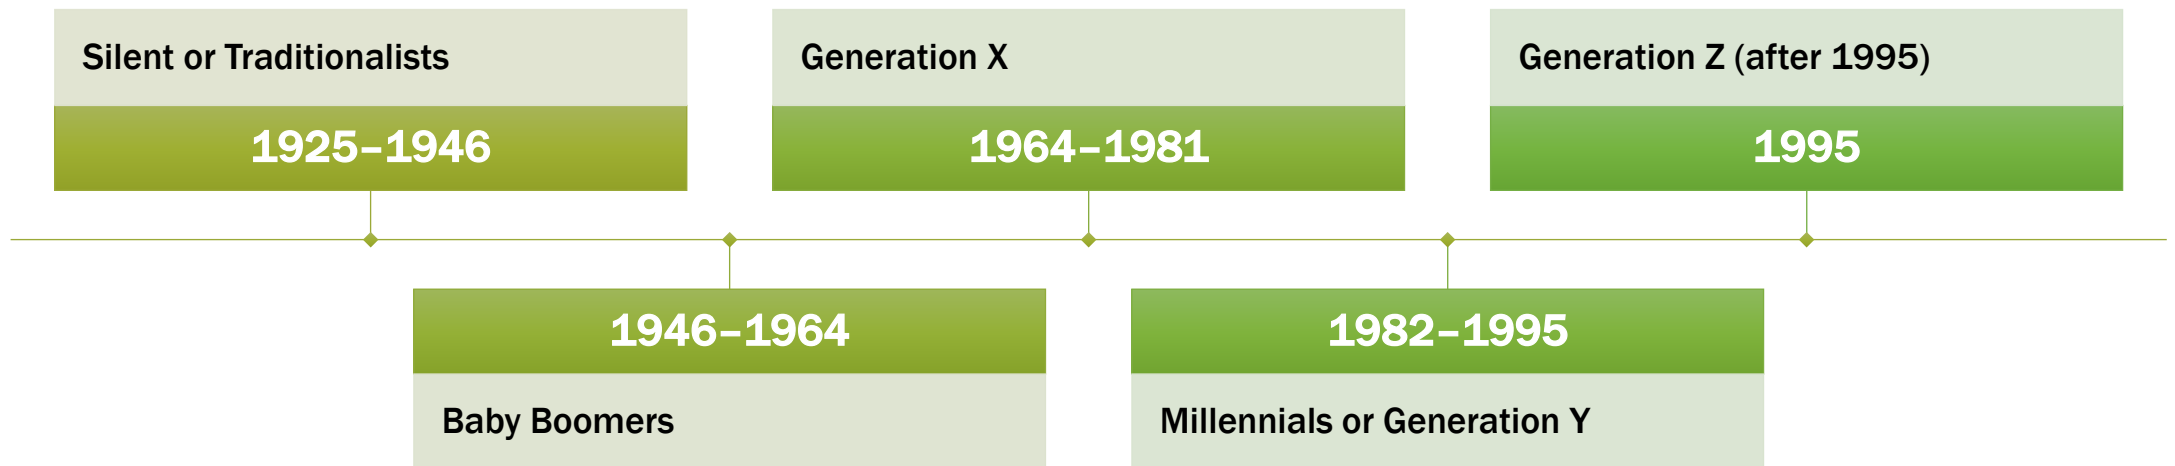 Silent or Traditionalists
1925–1946
Generation X
1964–1981
Generation Z (after 1995)
1995
1946–1964
Baby Boomers
1982–1995
Millennials or Generation Y